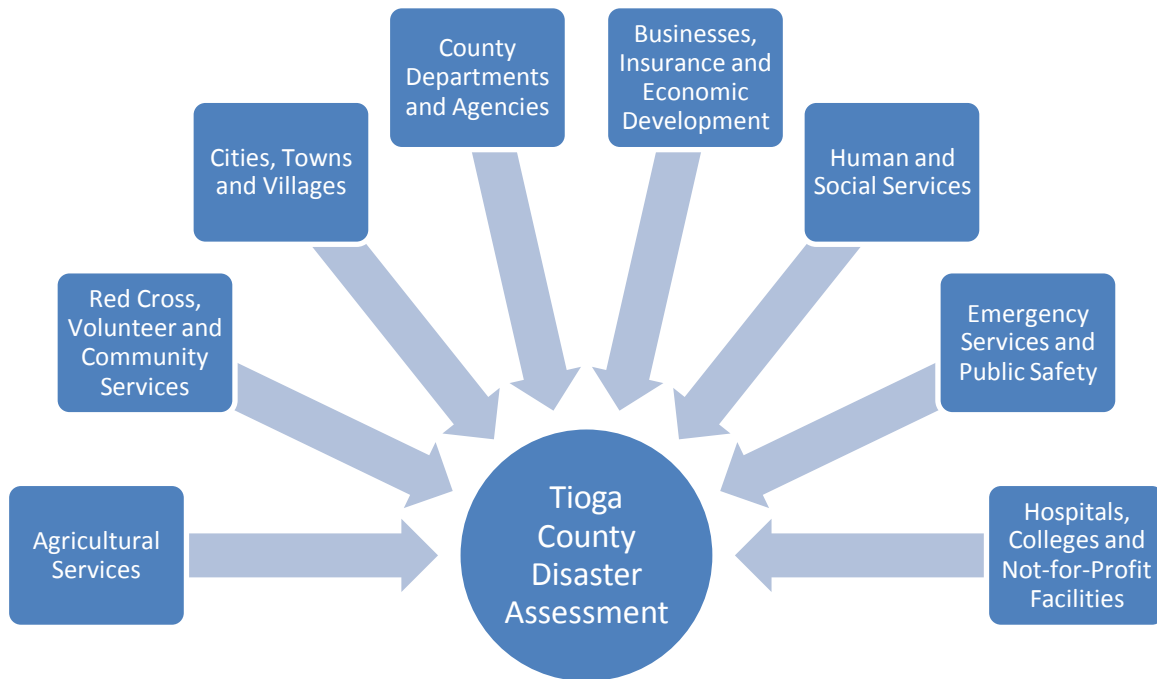 Businesses,
Insurance and
Economic
Development
County
Departments
and Agencies
Cities, Towns
and Villages
Human and
Social Services
Red Cross,
Volunteer and
Community
Services
Emergency
Services and
Public Safety
Agricultural
Services
Tioga
County
Disaster
Assessment
Hospitals,
Colleges and
Not-for-Profit
Facilities